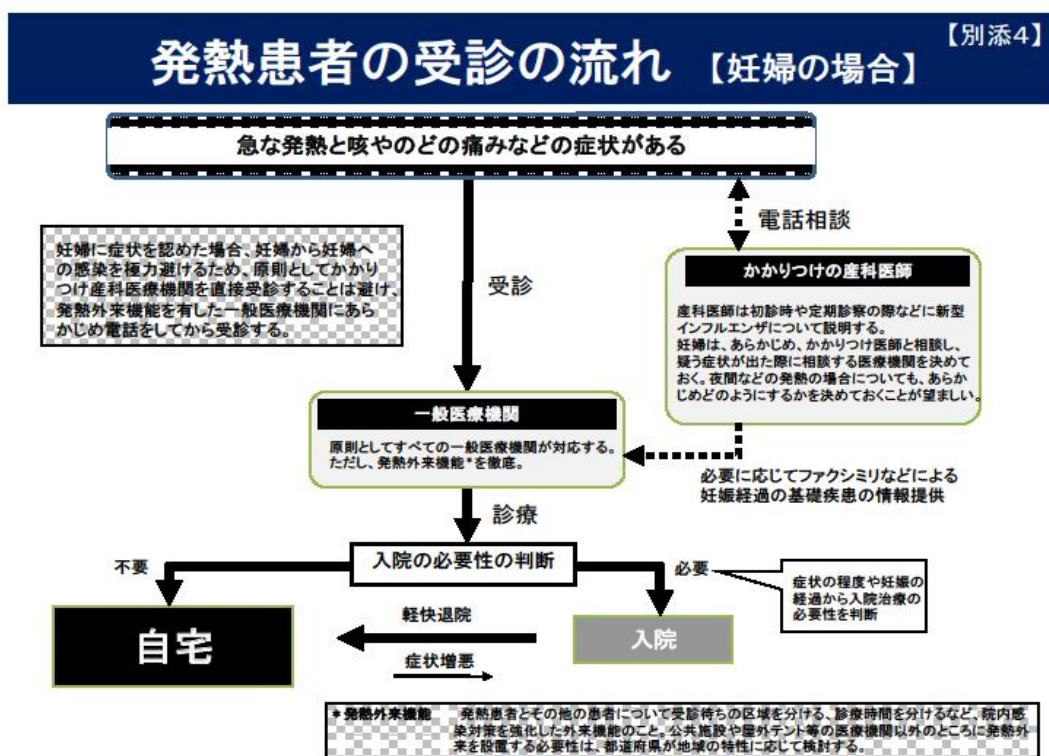 【別添4】
発熱患者の受診の流れ 【妊婦の場合】
急な発熱と咳やのどの痛みなどの症状がある
電話相談
妊婦に症状を認めた場合、妊婦から妊婦へ
の感染を極力避けるため、原則としてかかり
つけ産科医療機関を直接受診することは避け、
発熱外来機能を有した一般医療機関にあら
かじめ電話をしてから受診する。
受診
かかりつけの産科医師
産科医師は初診時や定期診察の際などに新型
インフルエンザについて説明する。
妊婦は、あらかじめ、かかりつけ医師と相談し、
疑う症状が出た際に相談する医療機関を決めて
おく。夜間などの発熱の場合についても、あらか
じめどのようにするかを決めておくことが望ましい。
一般医療機関
原則としてすべての一般医療機関が対応する。
ただし、発熱外来機能*を徹底。
必要に応じてファクシミリなどによる
妊娠経過の基礎疾患の情報提供
診療
入院の必要性の判断
不要
必要
症状の程度や妊娠の
経過から入院治療の
必要性を判断
自宅
軽快退院
症状増悪
入院
*発熱外来機能 発熱患者とその他の患者について受診待ちの区域を分ける、診療時間を分けるなど、院内感
染対策を強化した外来機能のこと。公共施設や屋外テント等の医療機関以外のところに発熱外
来を設置する必要性は、都道府県が地域の特性に応じて検討する。